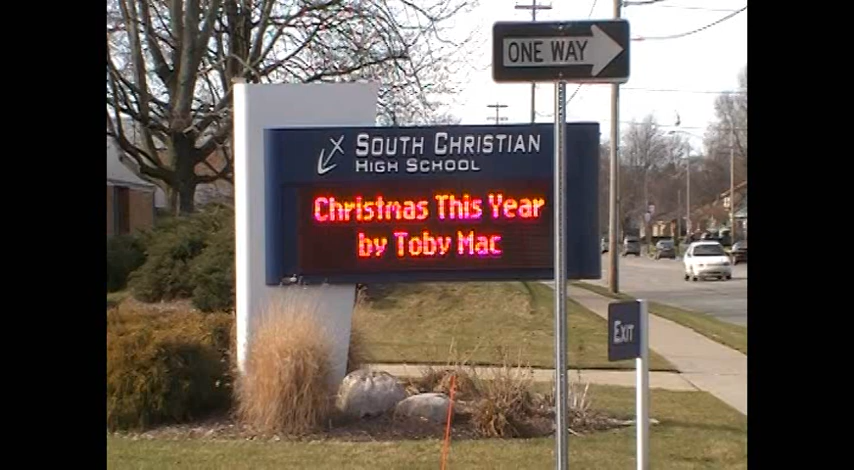 ONE WAY
SOUTH CHRISTIAN
HIGH SCHOOL
Christmas This Year
by Toby Mac
EXIT